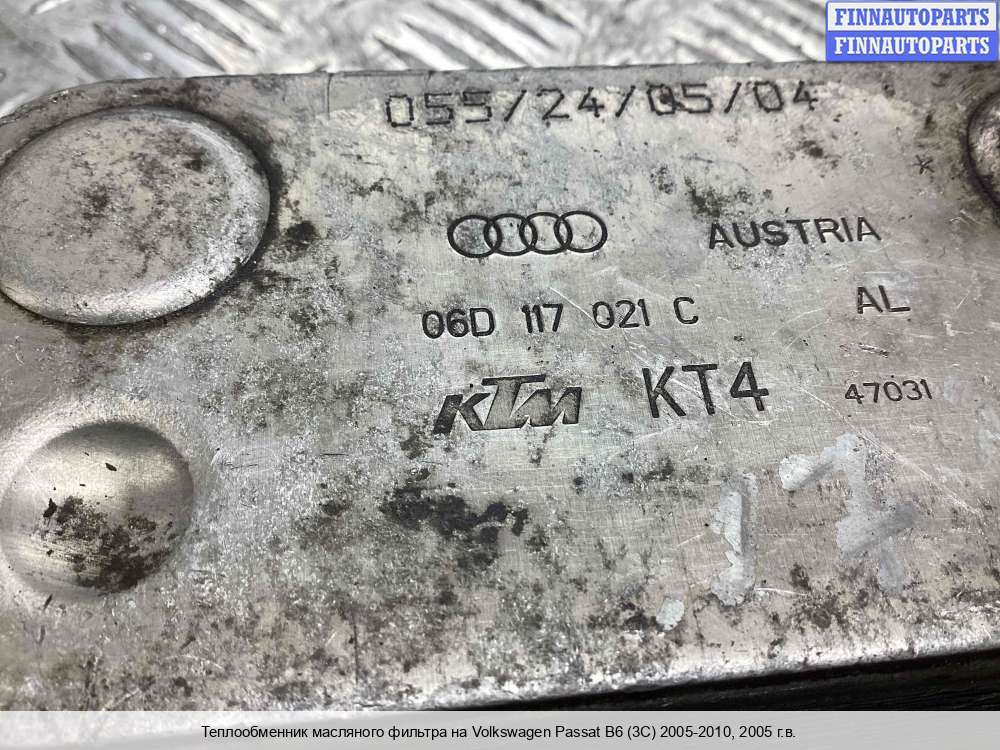 FINNAUTOPARTS
FINNAUTOPARTS
055/24/05/04
AUSTRIA
06D 117 021 C
AL
KTM KT4
47031
17
Теплообменник масляного фильтра на Volkswagen Passat B6 (3C) 2005-2010, 2005 г.в.